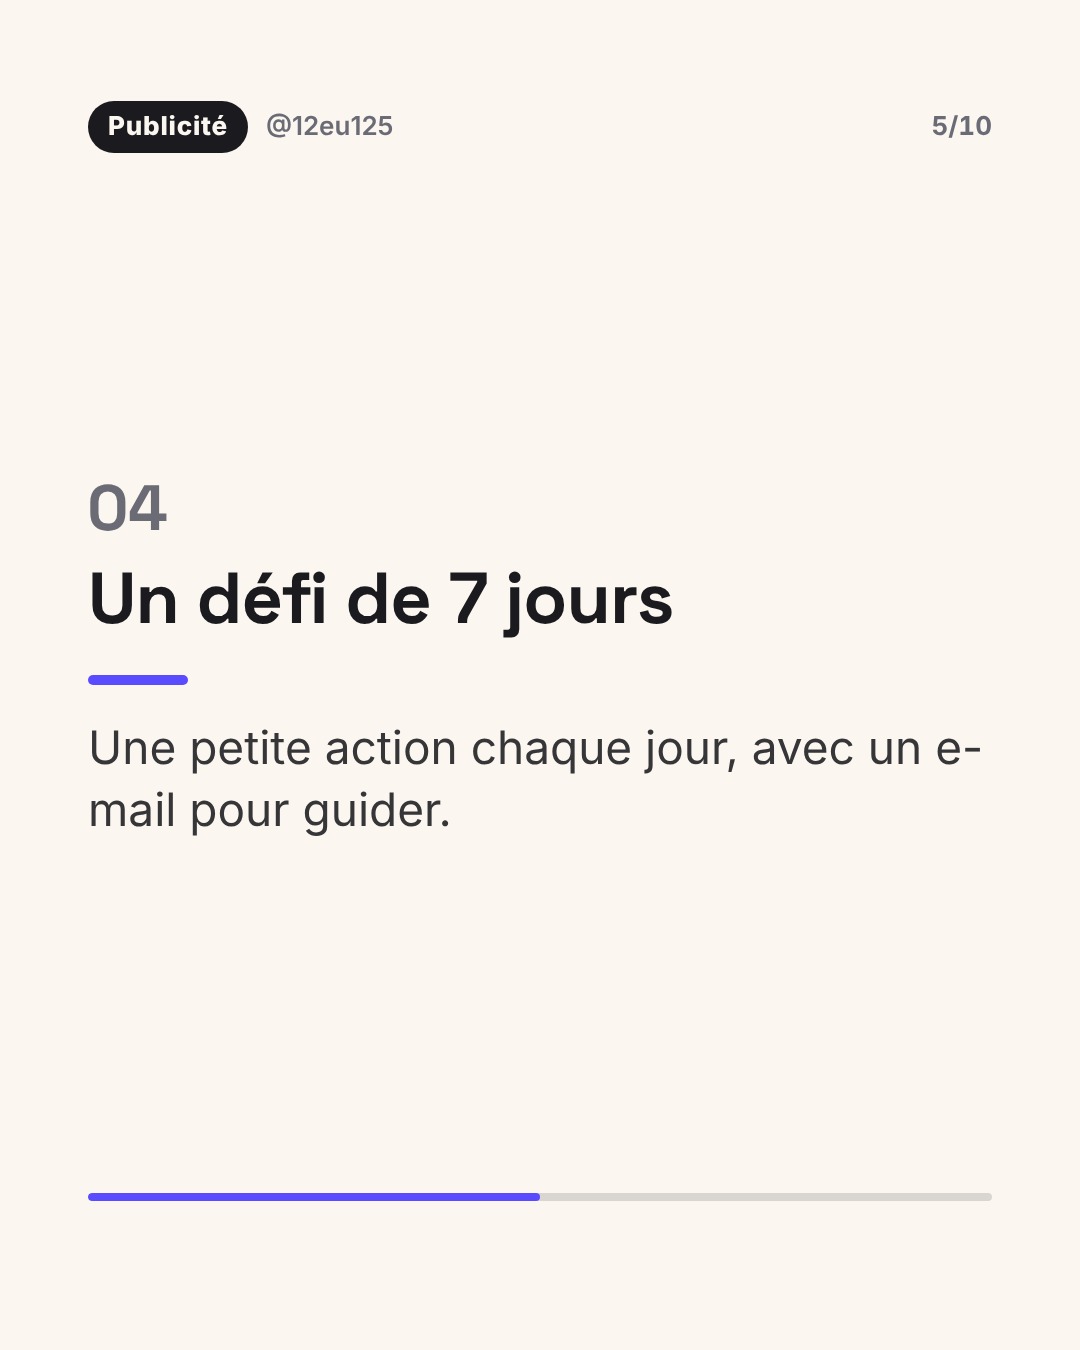 Publicité @12eu125 5/10
04
Un défi de 7 jours
Une petite action chaque jour, avec un e-
mail pour guider.